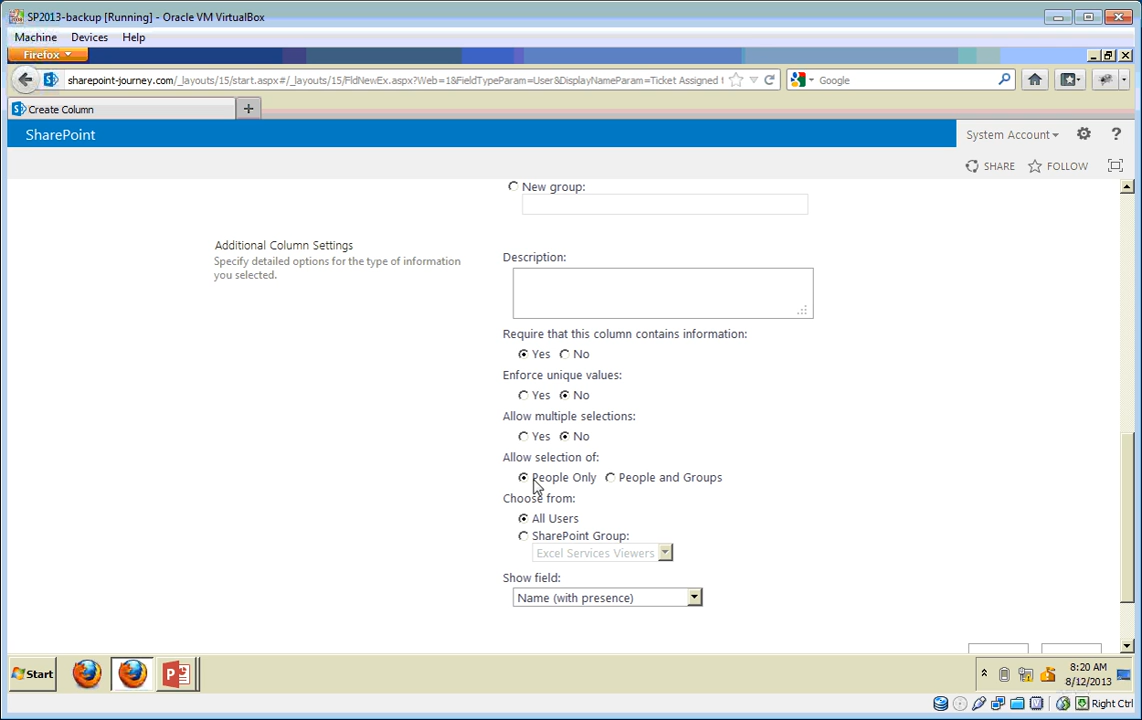 SP2013-backup [Running] - Oracle VM VirtualBox
Machine Devices Help
Firefox
sharepoint-journey.com/_layouts/15/start.aspx#/_layouts/15/FldNewEx.aspx?Web=1&FieldTypeParam=User&DisplayNameParam=Ticket Assigned t
Google
Create Column
SharePoint
System Account
SHARE
FOLLOW
New group:
Additional Column Settings
Specify detailed options for the type of information
you selected.
Description:
Require that this column contains information:
Yes No
Enforce unique values:
Yes No
Allow multiple selections:
Yes No
Allow selection of:
People Only People and Groups
Choose from:
All Users
SharePoint Group:
Excel Services Viewers
Show field:
Name (with presence)
Start
8:20 AM
8/12/2013
Right Ctrl